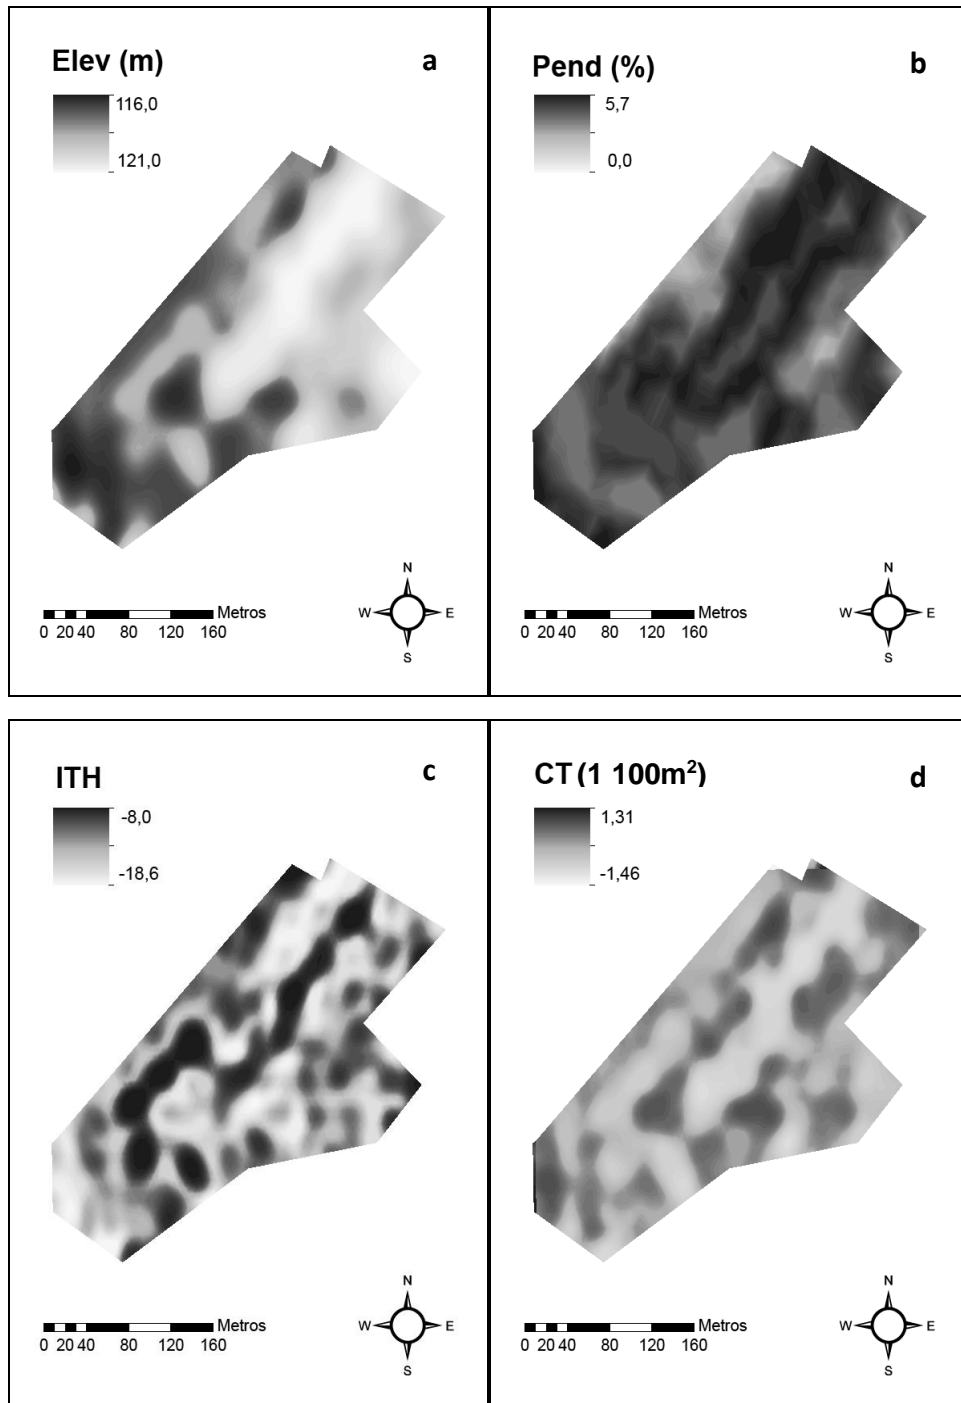 Elev (m)
a
116,0
121,0
N
W
E
S
Metros
0 20 40 80 120 160
Pend (%)
b
5,7
0,0
N
W
E
S
Metros
0 20 40 80 120 160
ITH
c
-8,0
-18,6
N
W
E
S
Metros
0 20 40 80 120 160
CT (1 100m²)
d
1,31
-1,46
N
W
E
S
Metros
0 20 40 80 120 160